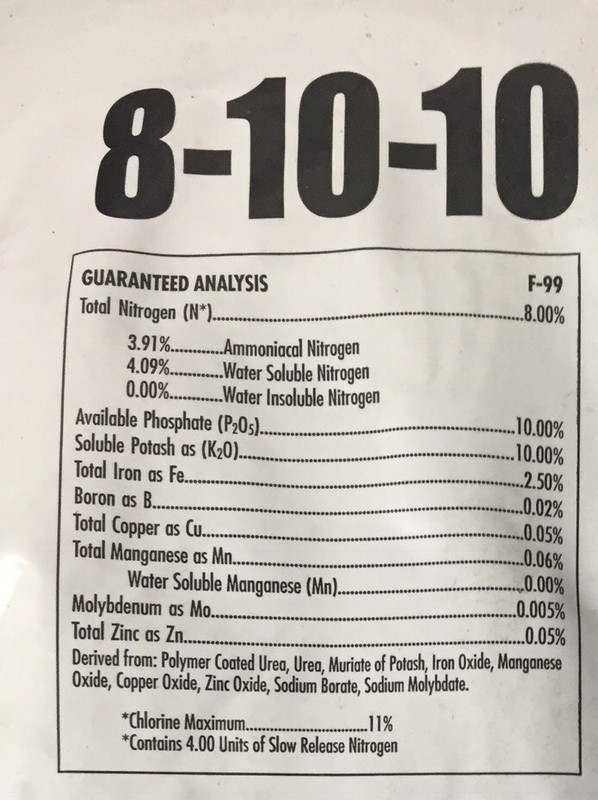 8-10-10
GUARANTEED ANALYSIS F-99
Total Nitrogen (N*)..............................8.00%
3.91%............Ammoniacal Nitrogen
4.09%............Water Soluble Nitrogen
0.00%............Water Insoluble Nitrogen
Available Phosphate (P₂O₅)..............................10.00%
Soluble Potash as (K₂O)..............................10.00%
Total Iron as Fe..............................2.50%
Boron as B..............................0.02%
Total Copper as Cu..............................0.05%
Total Manganese as Mn..............................0.06%
Water Soluble Manganese (Mn)..............................0.00%
Molybdenum as Mo..............................0.005%
Total Zinc as Zn..............................0.05%
Derived from: Polymer Coated Urea, Urea, Muriate of Potash, Iron Oxide, Manganese
Oxide, Copper Oxide, Zinc Oxide, Sodium Borate, Sodium Molybdate.
*Chlorine Maximum..............................11%
*Contains 4.00 Units of Slow Release Nitrogen